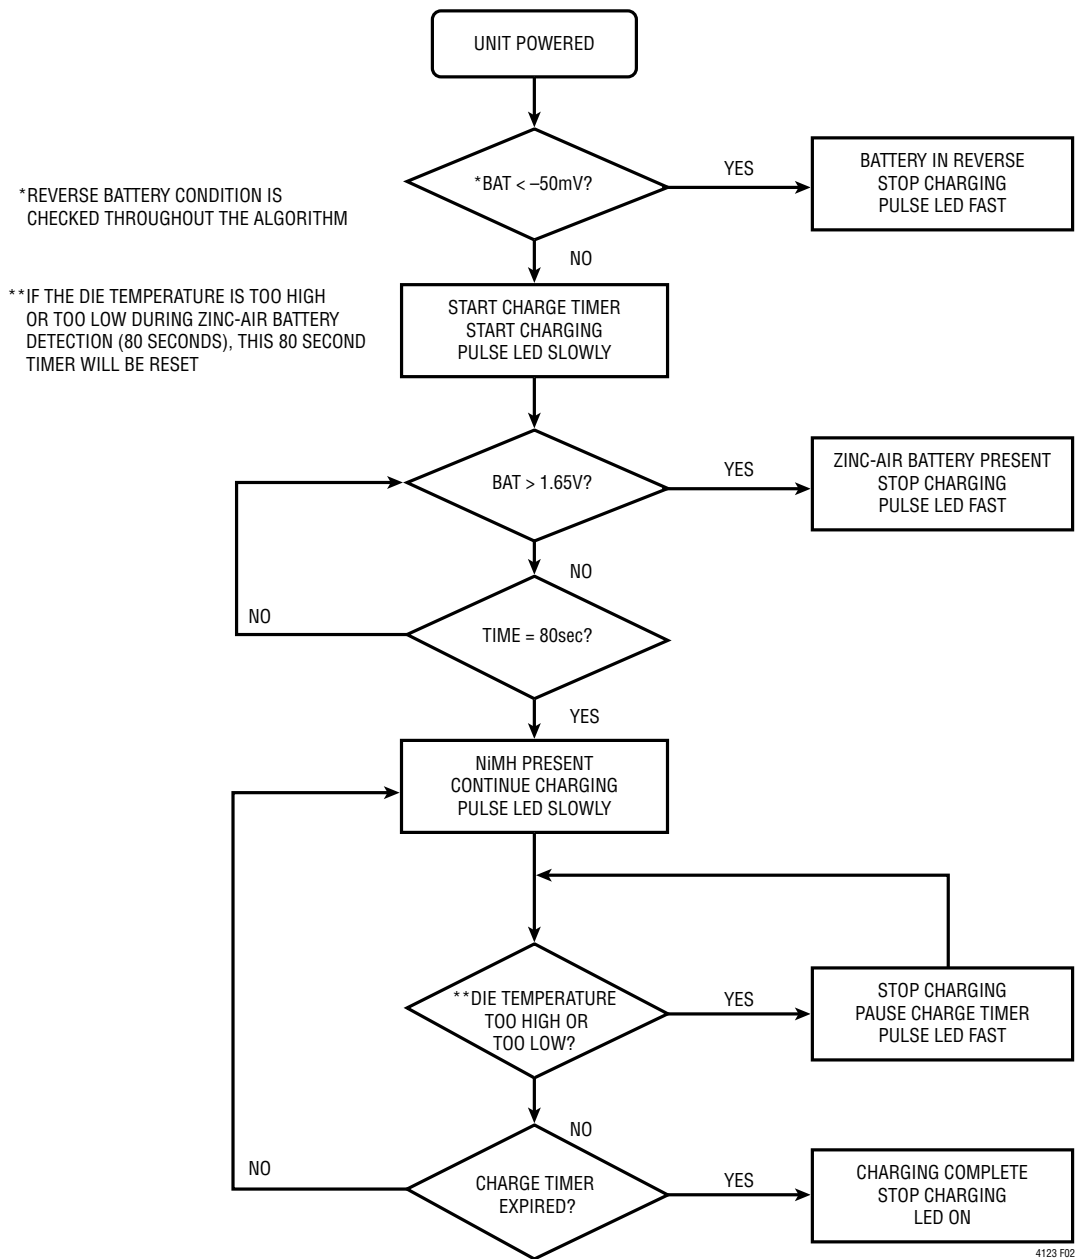 UNIT POWERED
*BAT < –50mV?
YES
BATTERY IN REVERSE
STOP CHARGING
PULSE LED FAST
*REVERSE BATTERY CONDITION IS
CHECKED THROUGHOUT THE ALGORITHM
NO
**IF THE DIE TEMPERATURE IS TOO HIGH
OR TOO LOW DURING ZINC-AIR BATTERY
DETECTION (80 SECONDS), THIS 80 SECOND
TIMER WILL BE RESET
START CHARGE TIMER
START CHARGING
PULSE LED SLOWLY
BAT > 1.65V?
YES
ZINC-AIR BATTERY PRESENT
STOP CHARGING
PULSE LED FAST
NO
NO
TIME = 80sec?
YES
NiMH PRESENT
CONTINUE CHARGING
PULSE LED SLOWLY
**DIE TEMPERATURE
TOO HIGH OR
TOO LOW?
YES
STOP CHARGING
PAUSE CHARGE TIMER
PULSE LED FAST
NO
NO
CHARGE TIMER
EXPIRED?
YES
CHARGING COMPLETE
STOP CHARGING
LED ON
4123 F02